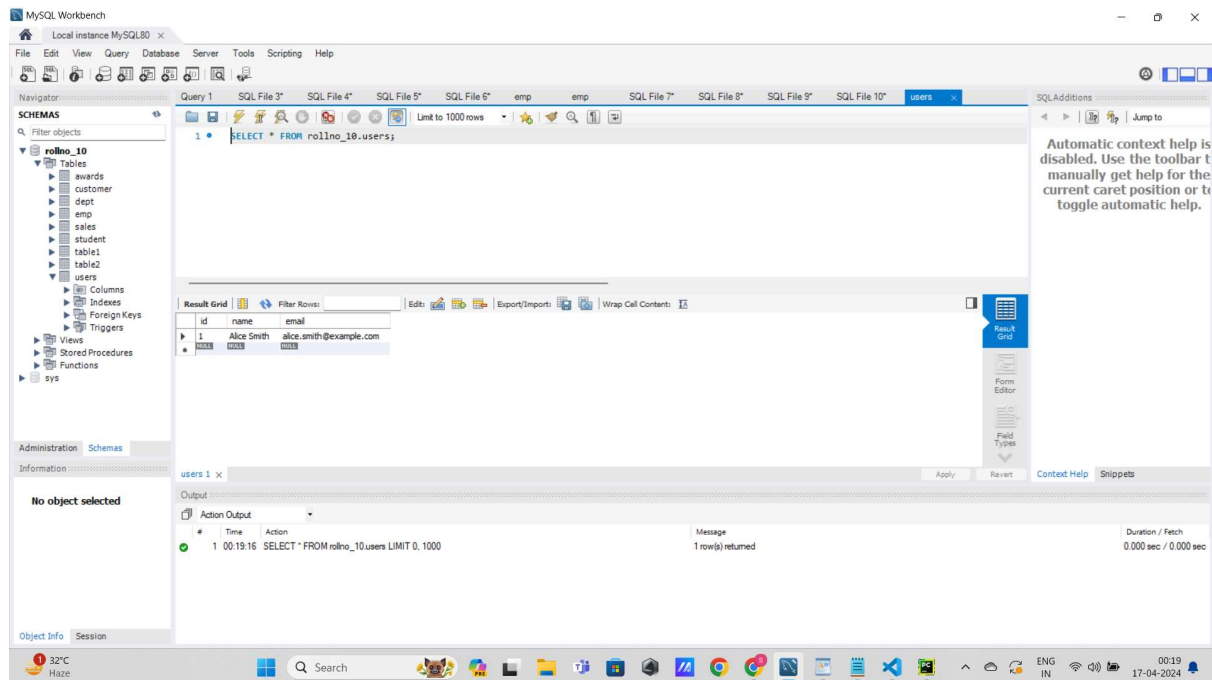 MySQL Workbench
Local instance MySQL80
File Edit View Query Database Server Tools Scripting Help
Navigator
SCHEMAS
Filter objects
rollno_10
Tables
awards
customer
dept
emp
sales
student
table1
table2
users
Columns
Indexes
Foreign Keys
Triggers
Views
Stored Procedures
Functions
sys
Administration Schemas
Information
No object selected
Object Info Session
Query 1 SQL File 3* SQL File 4* SQL File 5* SQL File 6* emp emp SQL File 7* SQL File 8* SQL File 9* SQL File 10* users
Limit to 1000 rows
1 SELECT * FROM rollno_10.users;
Result Grid Filter Rows: Edit: Export/Import: Wrap Cell Content:
id name email
1 Alice Smith alice.smith@example.com
NULL NULL NULL
Result Grid
Form Editor
Field Types
users 1
Apply Revert
SQLAdditions
Jump to
Automatic context help is
disabled. Use the toolbar t
manually get help for the
current caret position or to
toggle automatic help.
Context Help Snippets
Output
Action Output
# Time Action Message Duration / Fetch
1 00:19:16 SELECT * FROM rollno_10.users LIMIT 0, 1000 1 row(s) returned 0.000 sec / 0.000 sec
1 32°C
Haze
Search
PRE
ENG
IN
00:19
17-04-2024